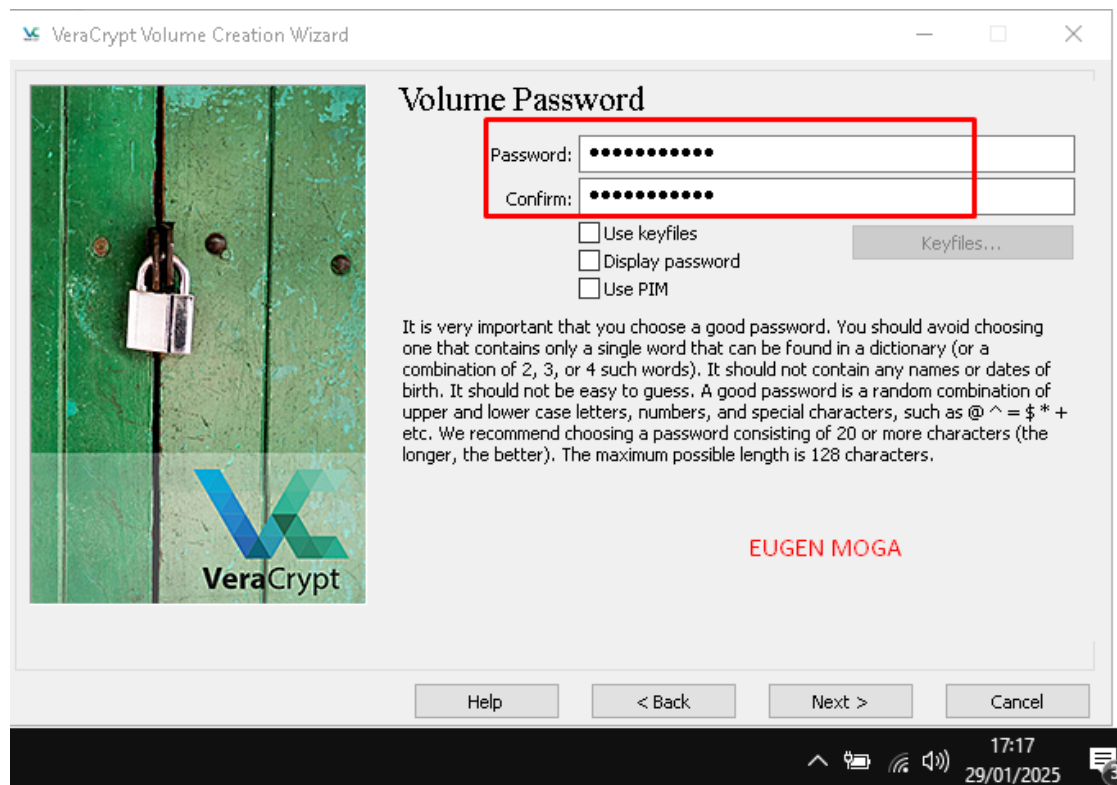 VeraCrypt Volume Creation Wizard
Volume Password
Password: ●●●●●●●●●●●
Confirm: ●●●●●●●●●●●
Use keyfiles
Keyfiles...
Display password
Use PIM
It is very important that you choose a good password. You should avoid choosing
one that contains only a single word that can be found in a dictionary (or a
combination of 2, 3, or 4 such words). It should not contain any names or dates of
birth. It should not be easy to guess. A good password is a random combination of
upper and lower case letters, numbers, and special characters, such as @ ^ = $ * +
etc. We recommend choosing a password consisting of 20 or more characters (the
longer, the better). The maximum possible length is 128 characters.
EUGEN MOGA
VeraCrypt
Help
< Back
Next >
Cancel
17:17
29/01/2025
3